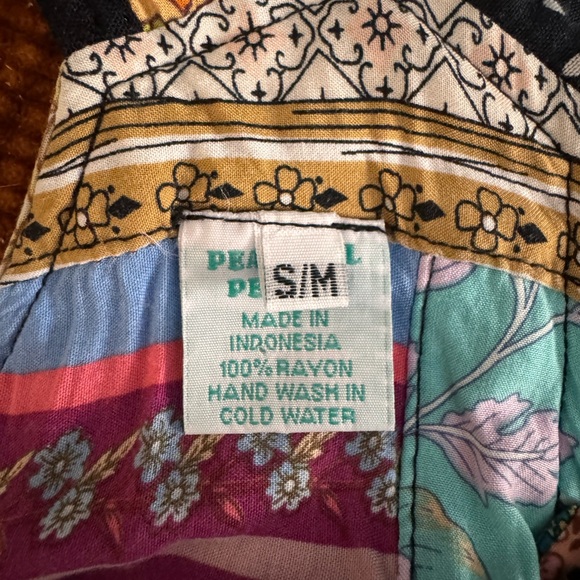 S/M
MADE IN
INDONESIA
100% RAYON
HAND WASH IN
COLD WATER